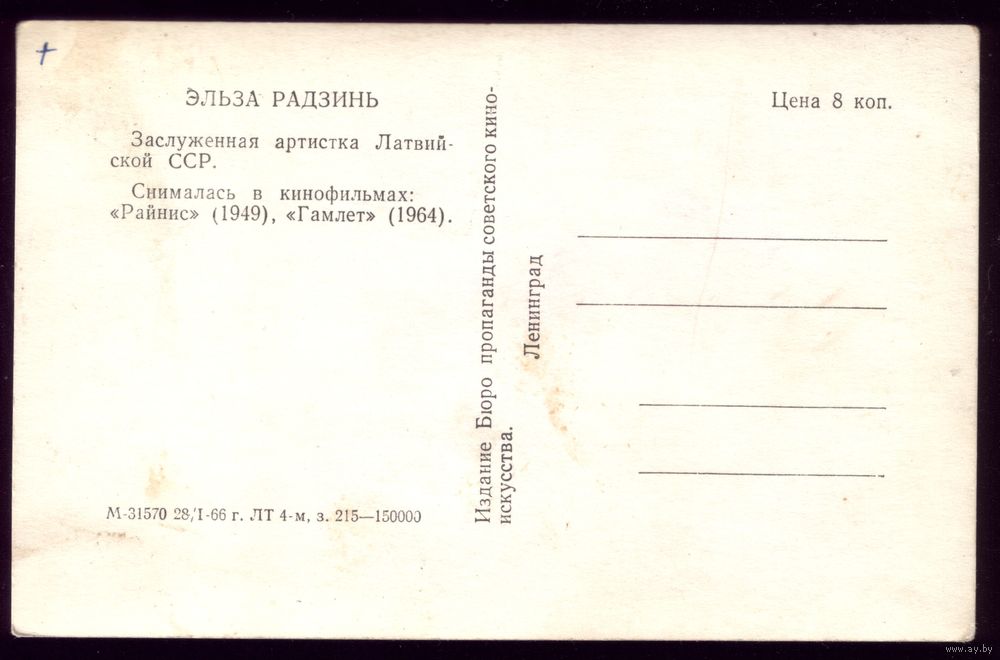 ЭЛЬЗА РАДЗИНЬ
Заслуженная артистка Латвий-
ской ССР.
Снималась в кинофильмах:
«Райнис» (1949), «Гамлет» (1964).
М-31570 28/I-66 г. ЛТ 4-м, з. 215—150000
Издание Бюро пропаганды советского кино-
искусства.
Ленинград
Цена 8 коп.
www.ay.by